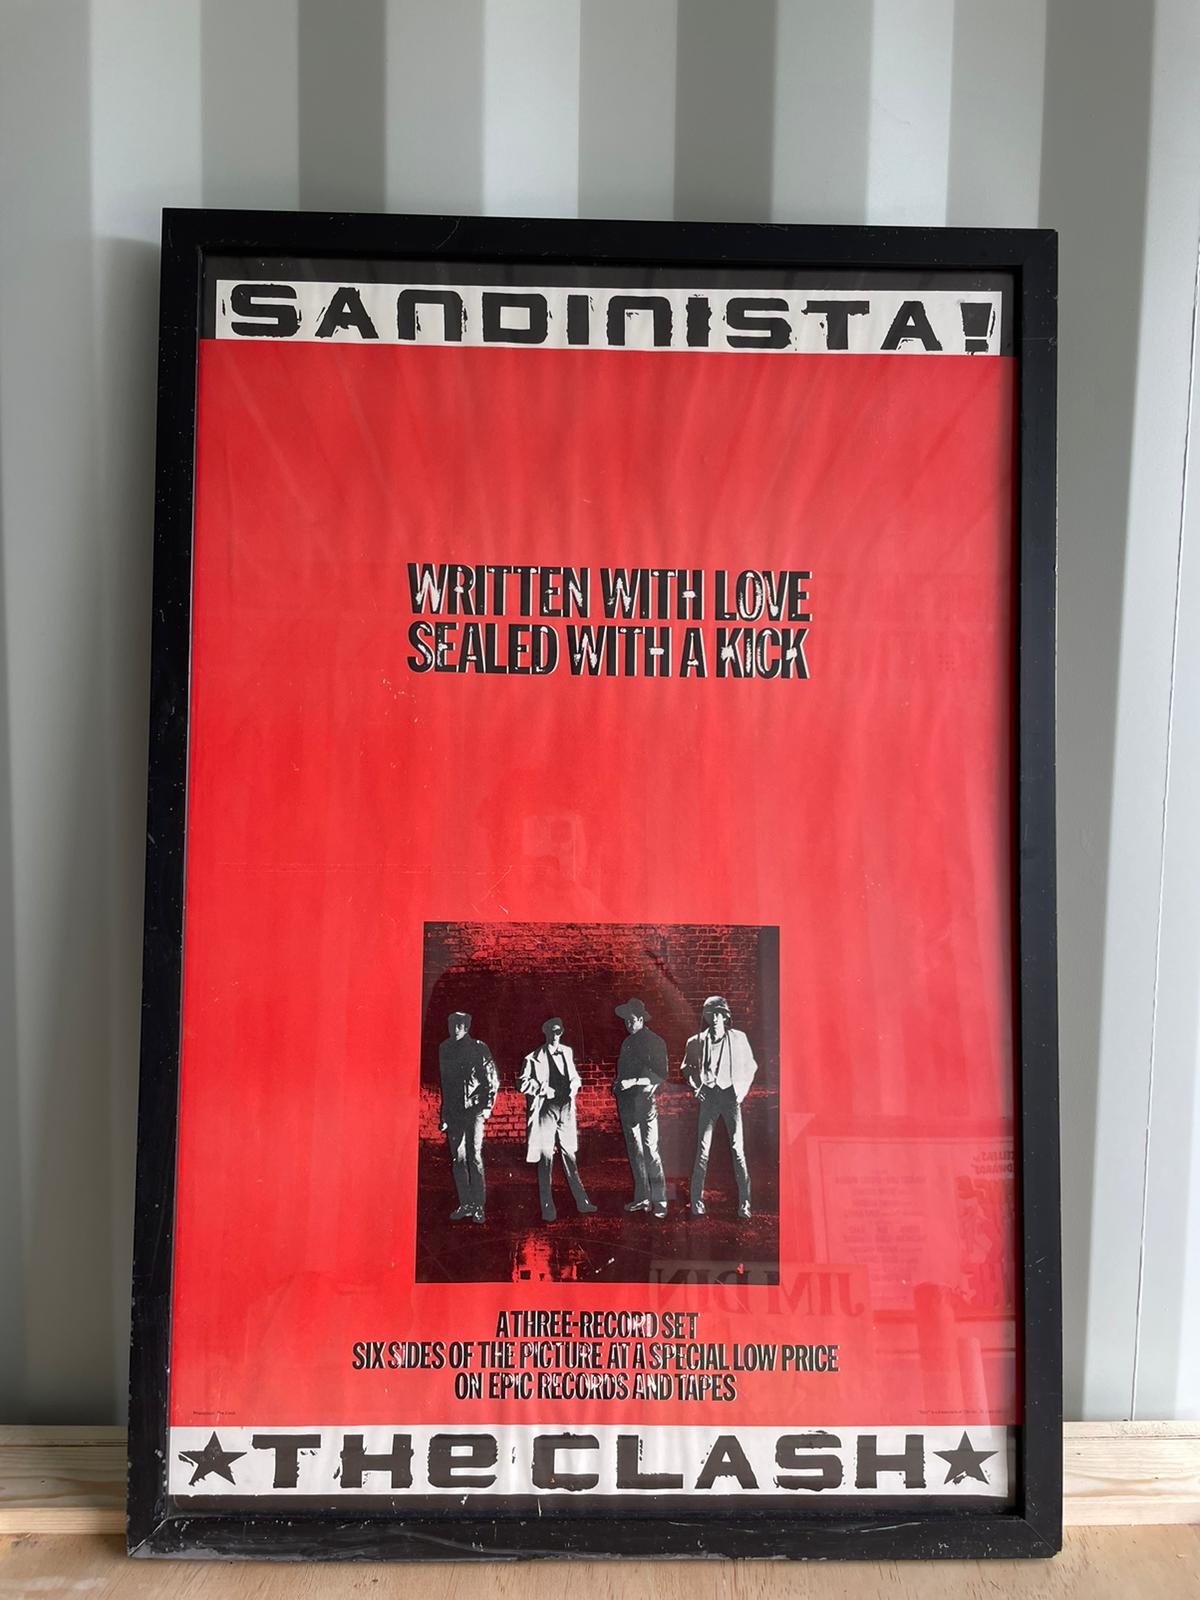 SANDINISTA!
WRITTEN WITH LOVE
SEALED WITH A KICK
A THREE-RECORD SET
SIX SIDES OF THE PICTURE AT A SPECIAL LOW PRICE
ON EPIC RECORDS AND TAPES
★THE CLASH★